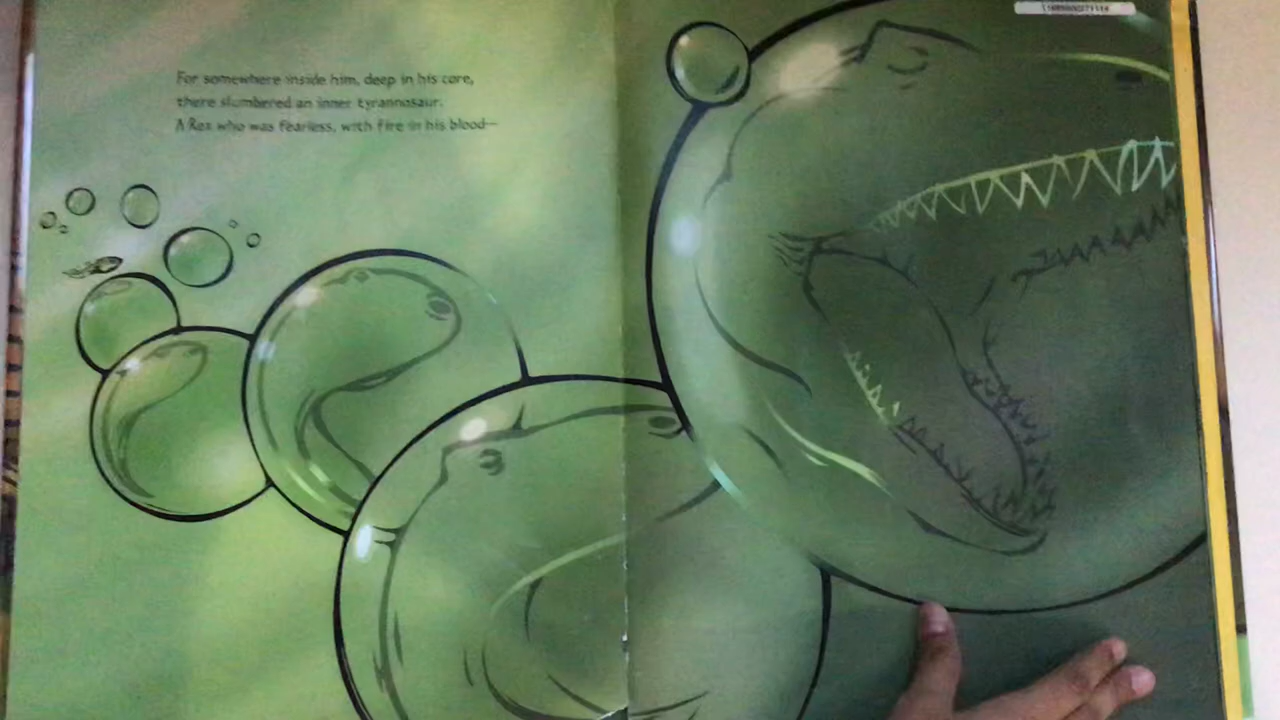 For somewhere inside him, deep in his core,
there slumbered an inner tyrannosaur.
A Rex who was fearless, with fire in his blood—